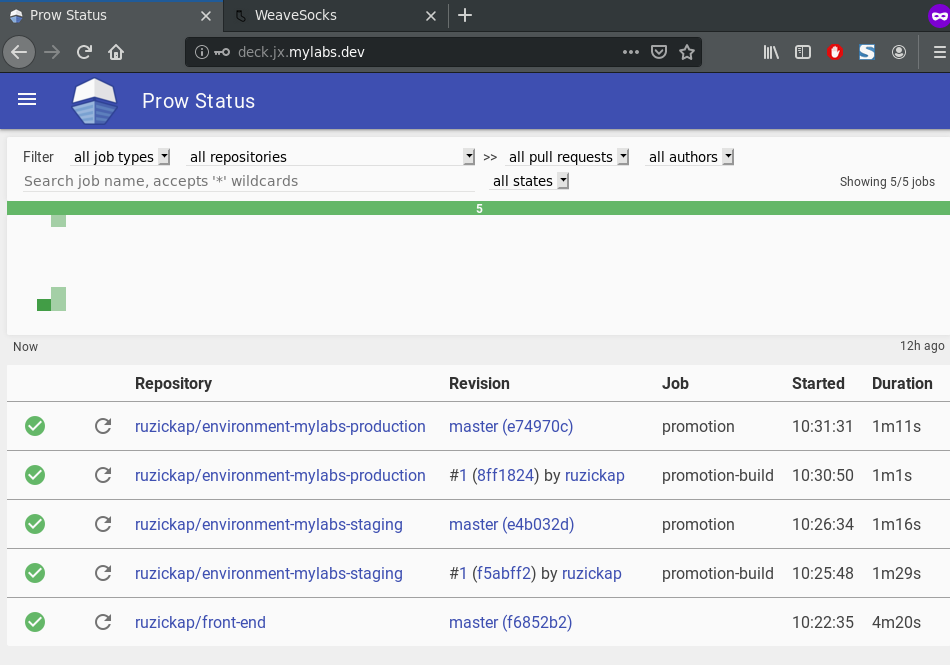 Prow Status
WeaveSocks
deck.jx.mylabs.dev
Prow Status
Filter all job types all repositories >> all pull requests all authors
Search job name, accepts '*' wildcards all states Showing 5/5 jobs
5
Now 12h ago
Repository Revision Job Started Duration
ruzickap/environment-mylabs-production master (e74970c) promotion 10:31:31 1m11s
ruzickap/environment-mylabs-production #1 (8ff1824) by ruzickap promotion-build 10:30:50 1m1s
ruzickap/environment-mylabs-staging master (e4b032d) promotion 10:26:34 1m16s
ruzickap/environment-mylabs-staging #1 (f5abff2) by ruzickap promotion-build 10:25:48 1m29s
ruzickap/front-end master (f6852b2) 10:22:35 4m20s